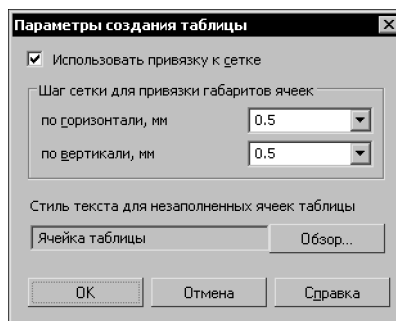 Параметры создания таблицы
Использовать привязку к сетке
Шаг сетки для привязки габаритов ячеек
по горизонтали, мм 0.5
по вертикали, мм 0.5
Стиль текста для незаполненных ячеек таблицы
Ячейка таблицы Обзор...
OK Отмена Справка